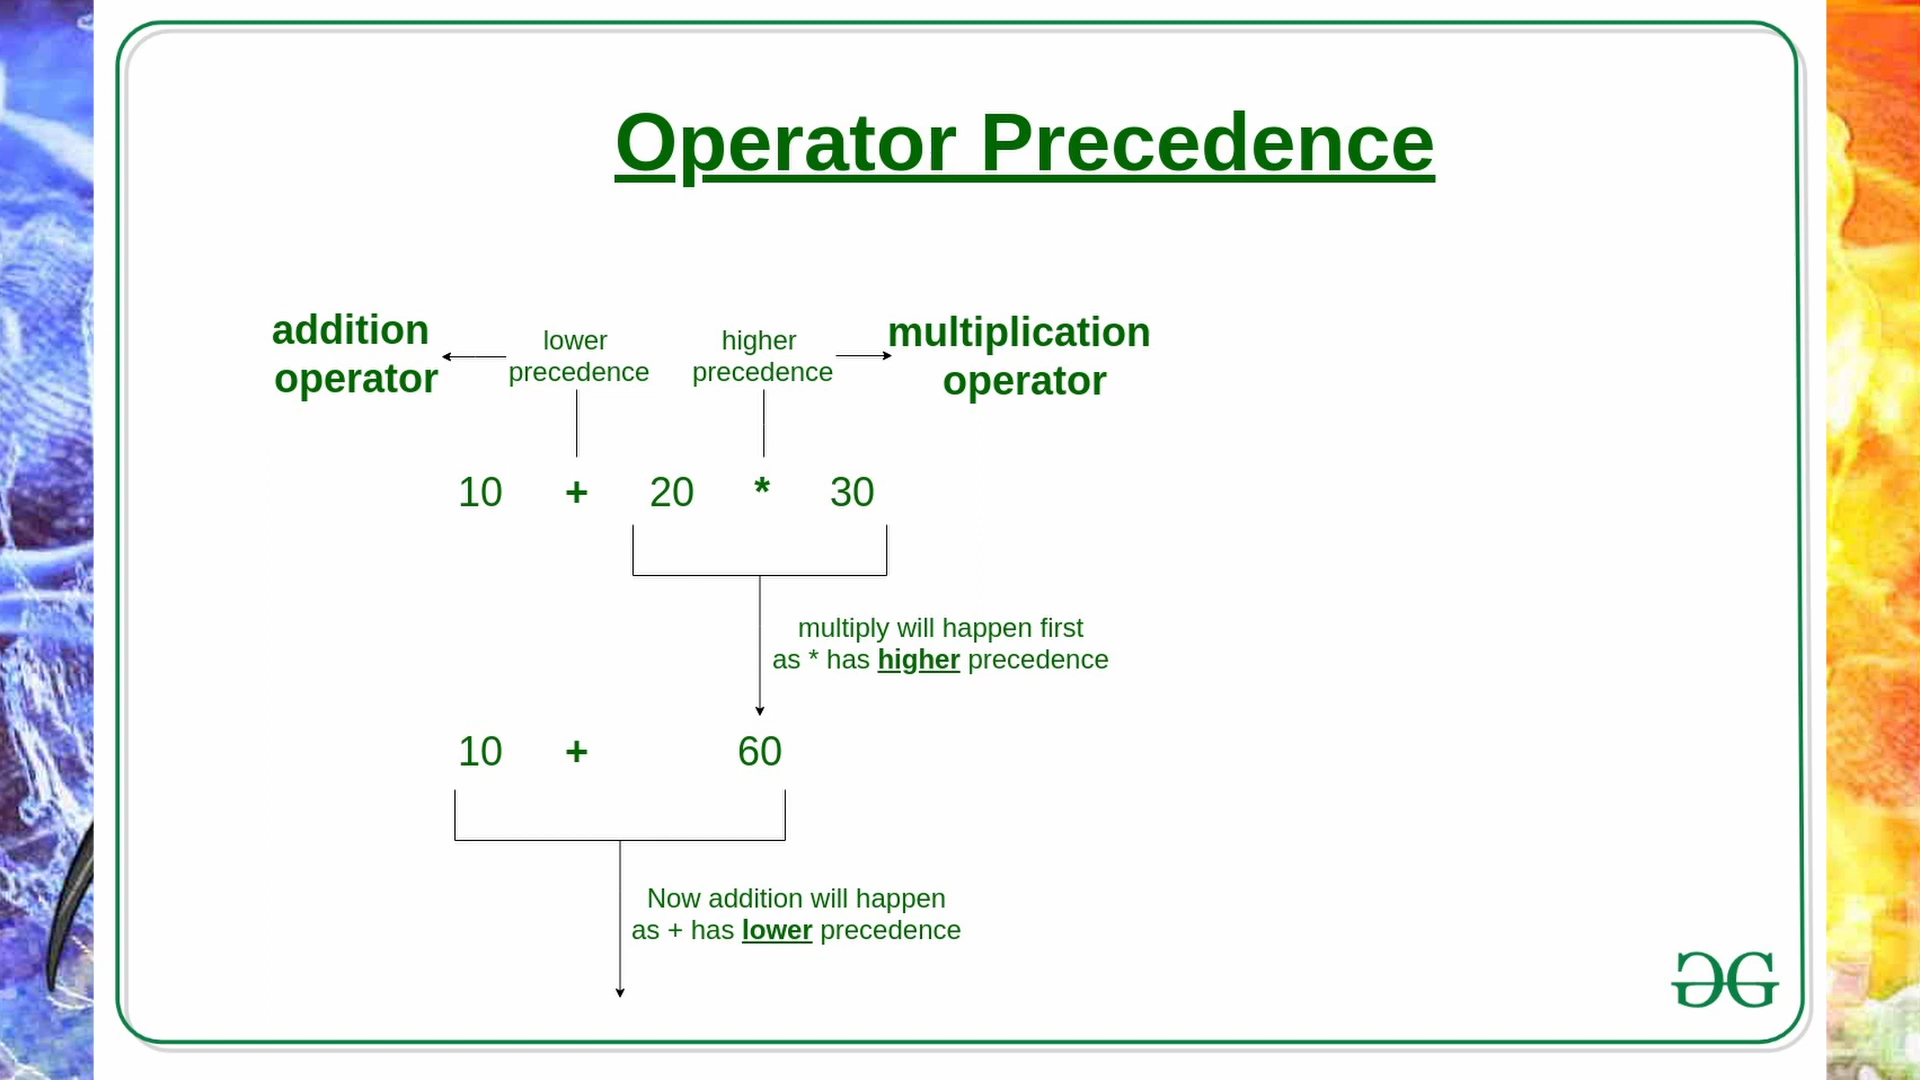 Operator Precedence
addition
operator
lower
precedence
higher
precedence
multiplication
operator
10 + 20 * 30
multiply will happen first
as * has higher precedence
10 + 60
Now addition will happen
as + has lower precedence